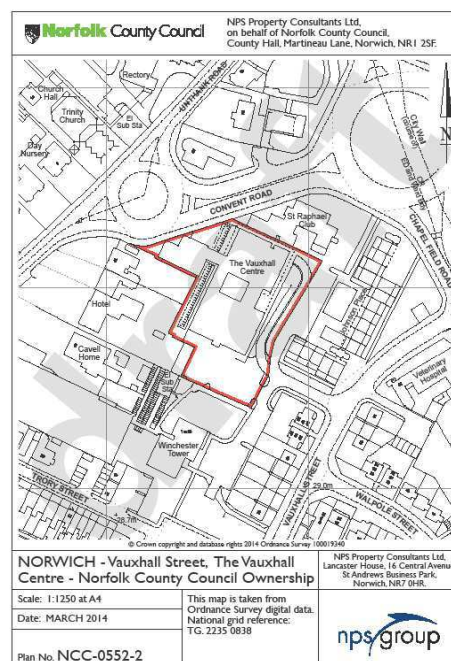 Norfolk County Council
NPS Property Consultants Ltd,
on behalf of Norfolk County Council,
County Hall, Martineau Lane, Norwich, NR1 2SF.
Rectory
Church
Hall
Trinity
Church
El
Sub Sta
Day
Nursery
UNTHANK ROAD
City Wall
N
CONVENT ROAD
CHAPEL FIELD ROAD
St Raphael
Club
The Vauxhall
Centre
Johnson Place
Hotel
Cavell
Home
El
Sub
Sta
Veterinary
Hospital
Winchester
Tower
TRORY STREET
VAUXHALL STREET
29.0m
WALPOLE STREET
draft
© Crown copyright and database rights 2014 Ordnance Survey 100019340
NORWICH - Vauxhall Street, The Vauxhall
Centre - Norfolk County Council Ownership
NPS Property Consultants Ltd,
Lancaster House, 16 Central Avenue
St Andrews Business Park,
Norwich, NR7 0HR.
Scale: 1:1250 at A4
Date: MARCH 2014
Plan No. NCC-0552-2
This map is taken from
Ordnance Survey digital data.
National grid reference:
TG. 2235 0838
nps group